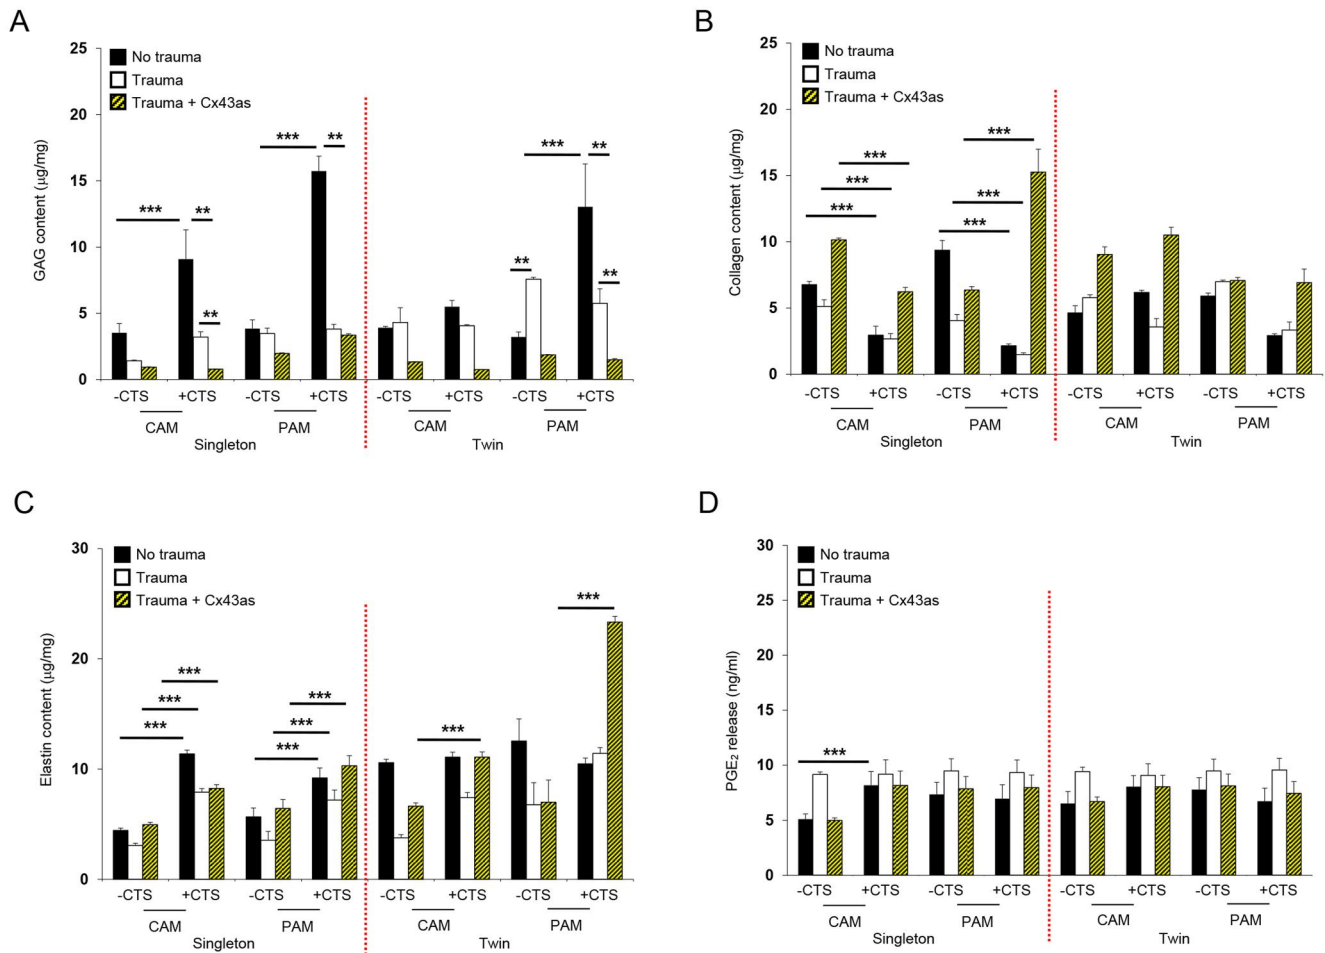 A
25
20
15
10
5
0
GAG content (µg/mg)
No trauma
Trauma
Trauma + Cx43as
***
**
**
***
**
**
***
**
**
-CTS +CTS -CTS +CTS -CTS +CTS -CTS +CTS
CAM PAM CAM PAM
Singleton Twin
B
25
20
15
10
5
0
Collagen content (µg/mg)
No trauma
Trauma
Trauma + Cx43as
***
***
***
***
***
***
-CTS +CTS -CTS +CTS -CTS +CTS -CTS +CTS
CAM PAM CAM PAM
Singleton Twin
C
30
20
10
0
Elastin content (µg/mg)
No trauma
Trauma
Trauma + Cx43as
***
***
***
***
***
***
***
***
-CTS +CTS -CTS +CTS -CTS +CTS -CTS +CTS
CAM PAM CAM PAM
Singleton Twin
D
30
25
20
15
10
5
0
PGE₂ release (ng/ml)
No trauma
Trauma
Trauma + Cx43as
***
-CTS +CTS -CTS +CTS -CTS +CTS -CTS +CTS
CAM PAM CAM PAM
Singleton Twin